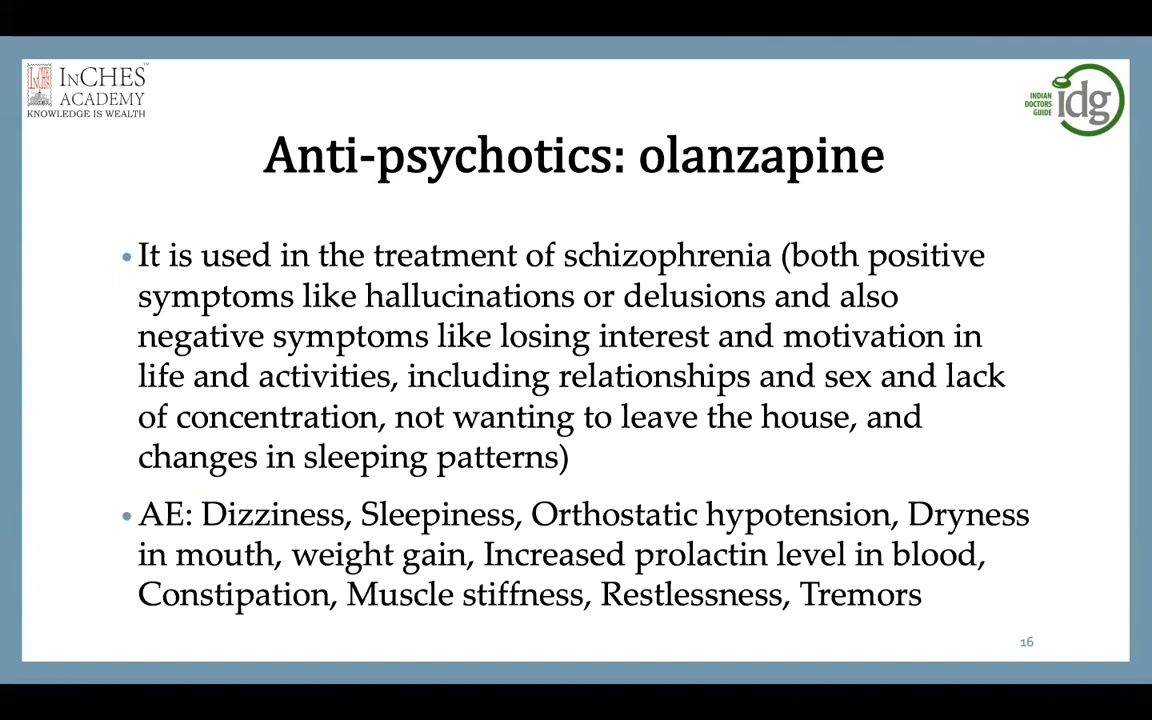 InCHES
ACADEMY
KNOWLEDGE IS WEALTH
INDIAN
DOCTORS
GUIDE
idg
Anti-psychotics: olanzapine
•It is used in the treatment of schizophrenia (both positive
symptoms like hallucinations or delusions and also
negative symptoms like losing interest and motivation in
life and activities, including relationships and sex and lack
of concentration, not wanting to leave the house, and
changes in sleeping patterns)
•AE: Dizziness, Sleepiness, Orthostatic hypotension, Dryness
in mouth, weight gain, Increased prolactin level in blood,
Constipation, Muscle stiffness, Restlessness, Tremors
16